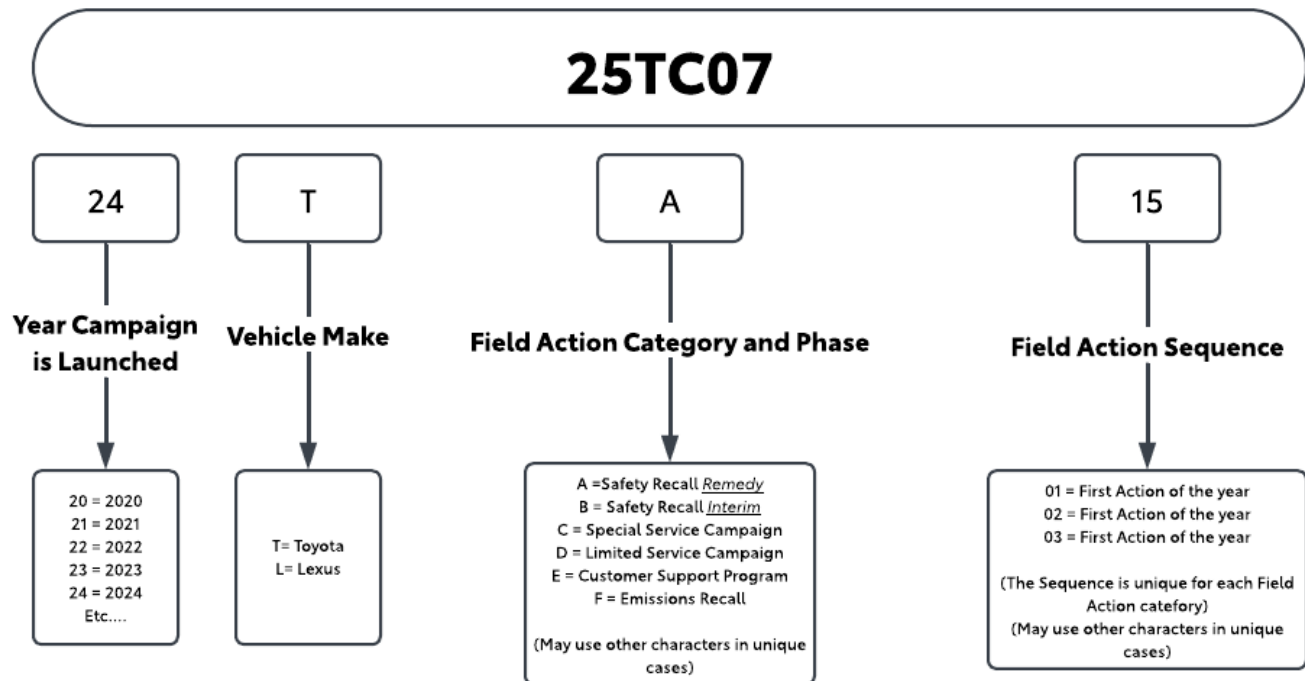 25TC07
24
T
A
15
Year Campaign
is Launched
Vehicle Make
Field Action Category and Phase
Field Action Sequence
20 = 2020
21 = 2021
22 = 2022
23 = 2023
24 = 2024
Etc....
T= Toyota
L= Lexus
A =Safety Recall Remedy
B = Safety Recall Interim
C = Special Service Campaign
D = Limited Service Campaign
E = Customer Support Program
F = Emissions Recall
(May use other characters in unique
cases)
01 = First Action of the year
02 = First Action of the year
03 = First Action of the year
(The Sequence is unique for each Field
Action catefory)
(May use other characters in unique
cases)